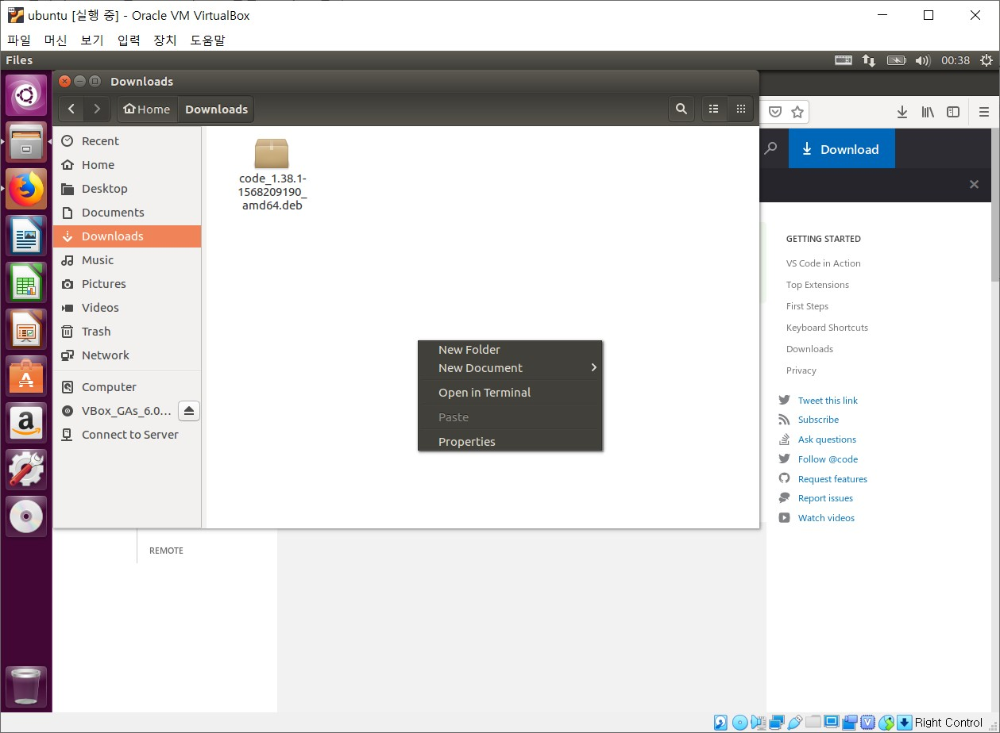 ubuntu [실행 중] - Oracle VM VirtualBox
파일 머신 보기 입력 장치 도움말
Files 00:38
Downloads
Home Downloads
Recent
Home
Desktop
Documents
Downloads
Music
Pictures
Videos
Trash
Network
Computer
VBox_GAs_6.0...
Connect to Server
code_1.38.1-
1568209190_
amd64.deb
New Folder
New Document
Open in Terminal
Paste
Properties
Download
GETTING STARTED
VS Code in Action
Top Extensions
First Steps
Keyboard Shortcuts
Downloads
Privacy
Tweet this link
Subscribe
Ask questions
Follow @code
Request features
Report issues
Watch videos
REMOTE
Right Control